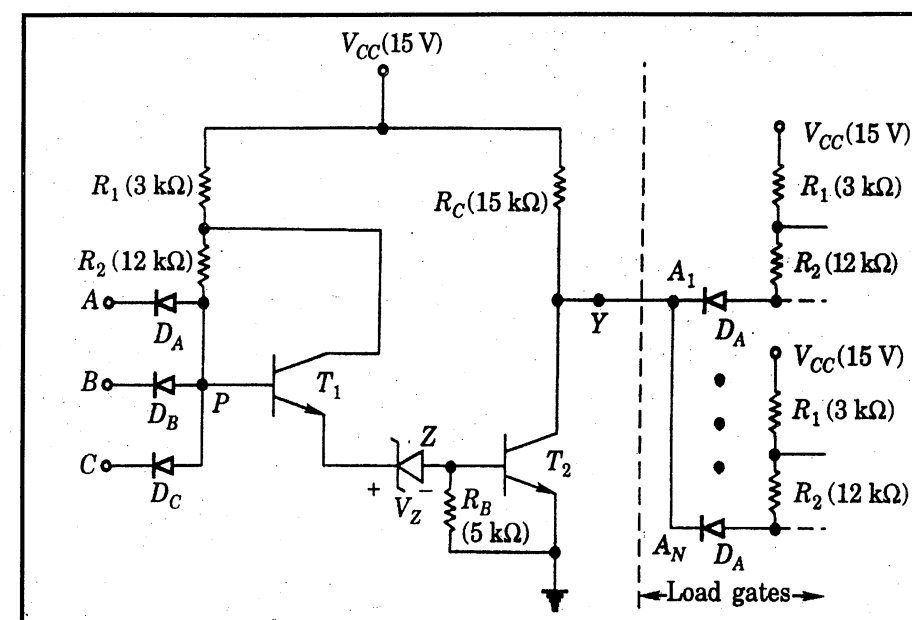 V_CC (15 V)
R_1 (3 kΩ)
R_C (15 kΩ)
V_CC (15 V)
R_1 (3 kΩ)
R_2 (12 kΩ)
R_2 (12 kΩ)
A
D_A
A_1
D_A
Y
B
D_B
P
T_1
V_CC (15 V)
R_1 (3 kΩ)
C
D_C
Z
+
V_Z
−
R_B
(5 kΩ)
T_2
R_2 (12 kΩ)
A_N
D_A
Load gates